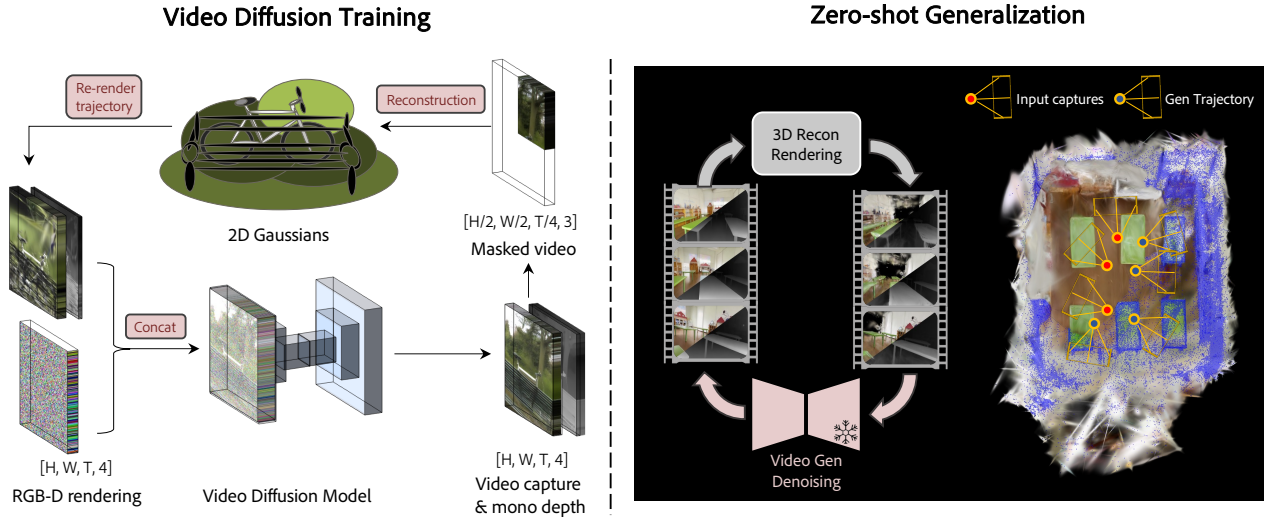 Video Diffusion Training
Re-render
trajectory
Reconstruction
2D Gaussians
[H/2, W/2, T/4, 3]
Masked video
Concat
[H, W, T, 4]
RGB-D rendering
Video Diffusion Model
[H, W, T, 4]
Video capture
& mono depth
Zero-shot Generalization
Input captures
Gen Trajectory
3D Recon
Rendering
Video Gen
Denoising